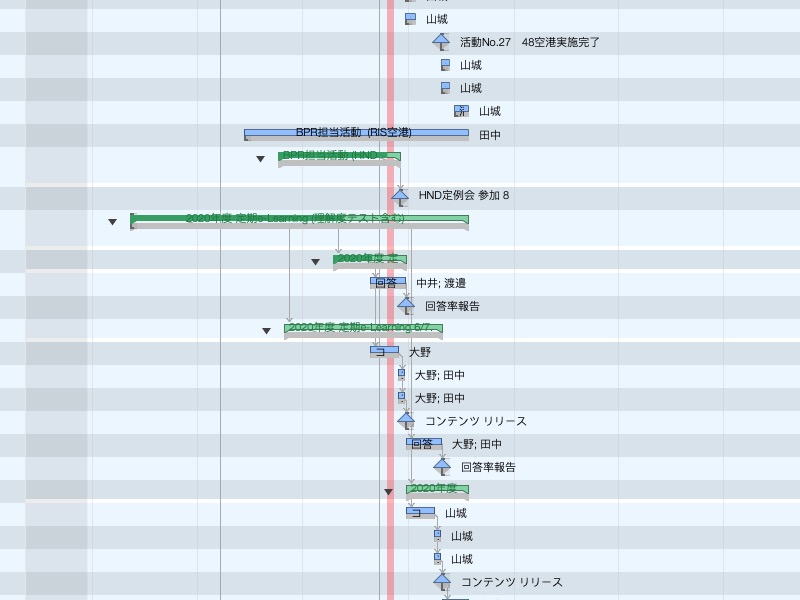 山城
活動No.27　48空港実施完了
山城
山城
山城
BPR担当活動（RIS空港） 田中
BPR担当活動 (HND
HND定例会 参加 8
2020年度 定期e-Learning (理解度テスト含む)
2020年度 定
回答 中井; 渡邉
回答率報告
2020年度 定期e-Learning 6/7
コ 大野
大野; 田中
大野; 田中
コンテンツ リリース
回答 大野; 田中
回答率報告
2020年度
コ 山城
山城
山城
コンテンツ リリース